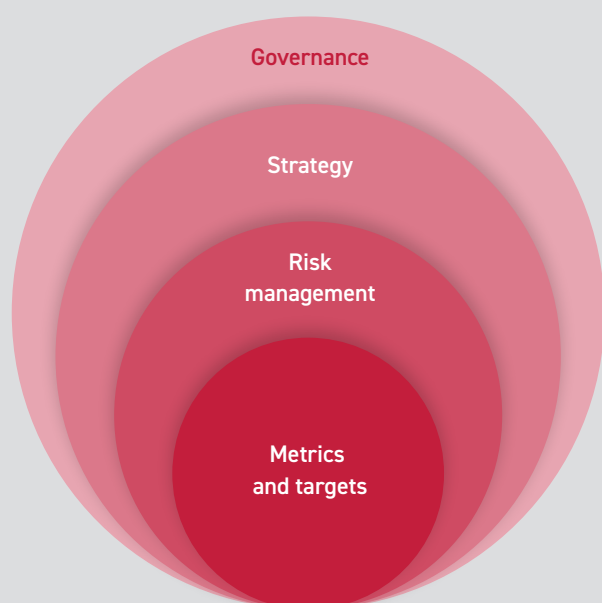 Governance
Strategy
Risk
management
Metrics
and targets